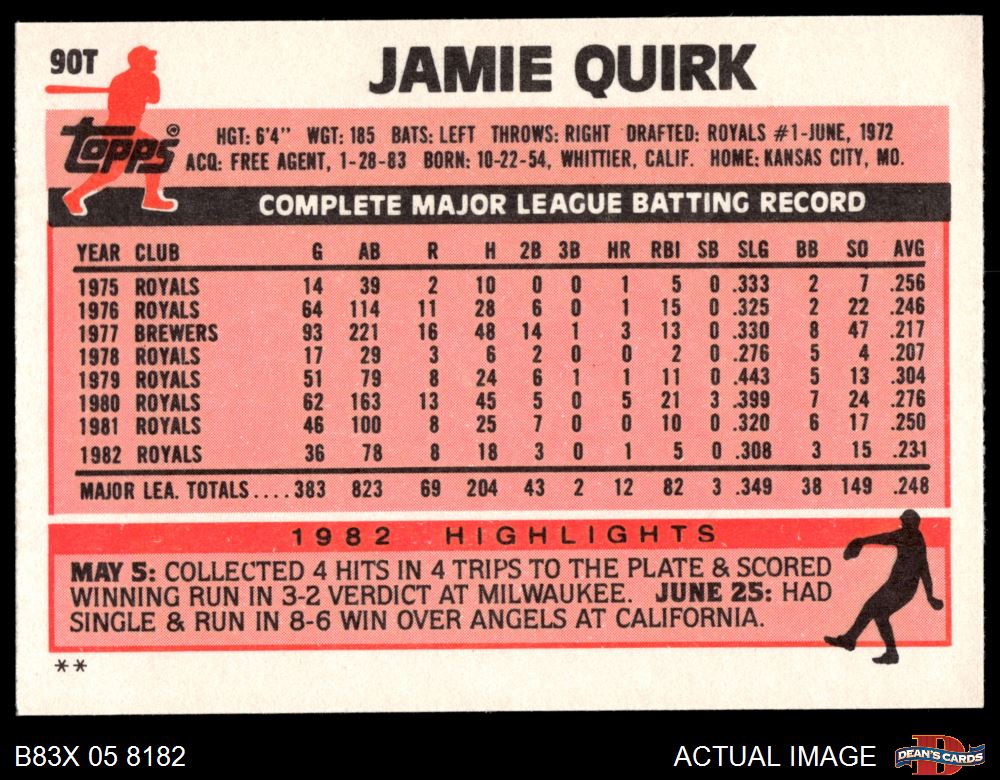 90T
JAMIE QUIRK
Topps ®
HGT: 6'4" WGT: 185 BATS: LEFT THROWS: RIGHT DRAFTED: ROYALS #1-JUNE, 1972
ACQ: FREE AGENT, 1-28-83 BORN: 10-22-54, WHITTIER, CALIF. HOME: KANSAS CITY, MO.
COMPLETE MAJOR LEAGUE BATTING RECORD
YEAR CLUB G AB R H 2B 3B HR RBI SB SLG BB SO AVG
1975 ROYALS 14 39 2 10 0 0 1 5 0 .333 2 7 .256
1976 ROYALS 64 114 11 28 6 0 1 15 0 .325 2 22 .246
1977 BREWERS 93 221 16 48 14 1 3 13 0 .330 8 47 .217
1978 ROYALS 17 29 3 6 2 0 0 2 0 .276 5 4 .207
1979 ROYALS 51 79 8 24 6 1 1 11 0 .443 5 13 .304
1980 ROYALS 62 163 13 45 5 0 5 21 3 .399 7 24 .276
1981 ROYALS 46 100 8 25 7 0 0 10 0 .320 6 17 .250
1982 ROYALS 36 78 8 18 3 0 1 5 0 .308 3 15 .231
MAJOR LEA. TOTALS....383 823 69 204 43 2 12 82 3 .349 38 149 .248
1982 HIGHLIGHTS
MAY 5: COLLECTED 4 HITS IN 4 TRIPS TO THE PLATE & SCORED
WINNING RUN IN 3-2 VERDICT AT MILWAUKEE. JUNE 25: HAD
SINGLE & RUN IN 8-6 WIN OVER ANGELS AT CALIFORNIA.
**
B83X 05 8182
ACTUAL IMAGE
D
DEAN'S CARDS